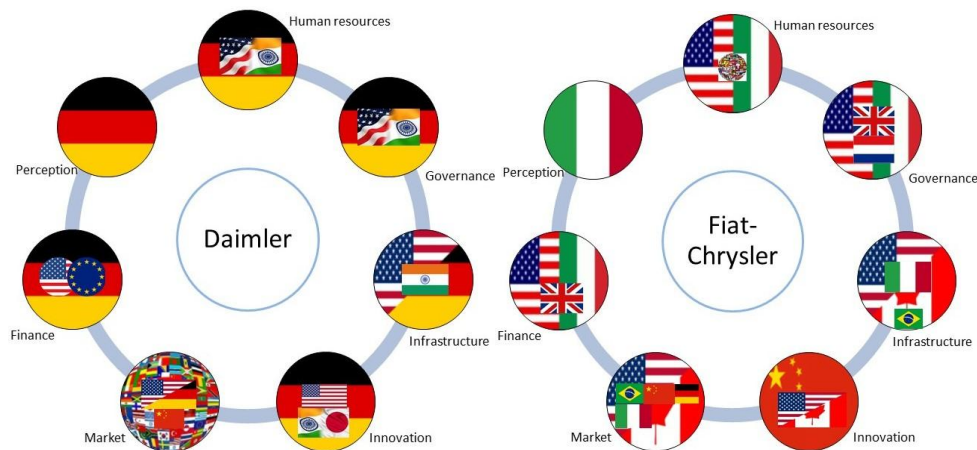 Human resources
Perception
Governance
Daimler
Finance
Infrastructure
Market
Innovation
Human resources
Perception
Governance
Fiat-
Chrysler
Finance
Infrastructure
Market
Innovation